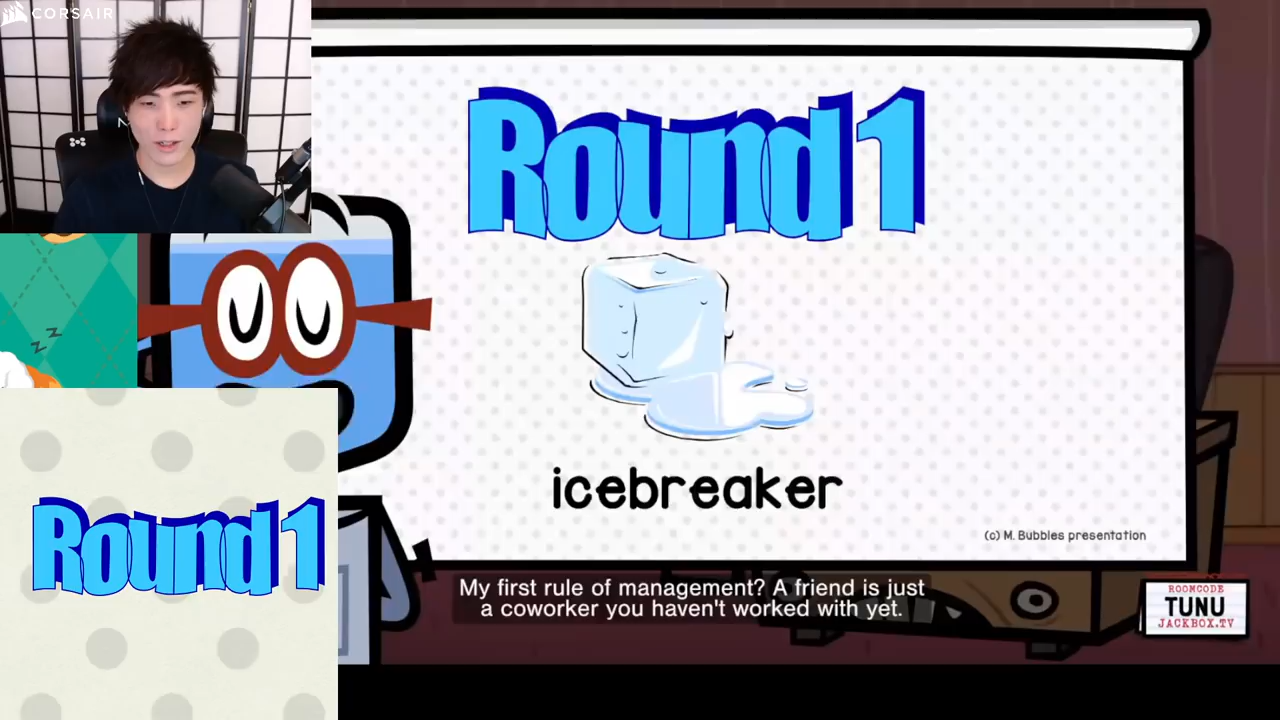 CORSAIR
Round 1
icebreaker
(c) M. Bubbles presentation
My first rule of management? A friend is just
a coworker you haven't worked with yet.
ROOMCODE
TUNU
JACKBOX.TV
z z
Round 1